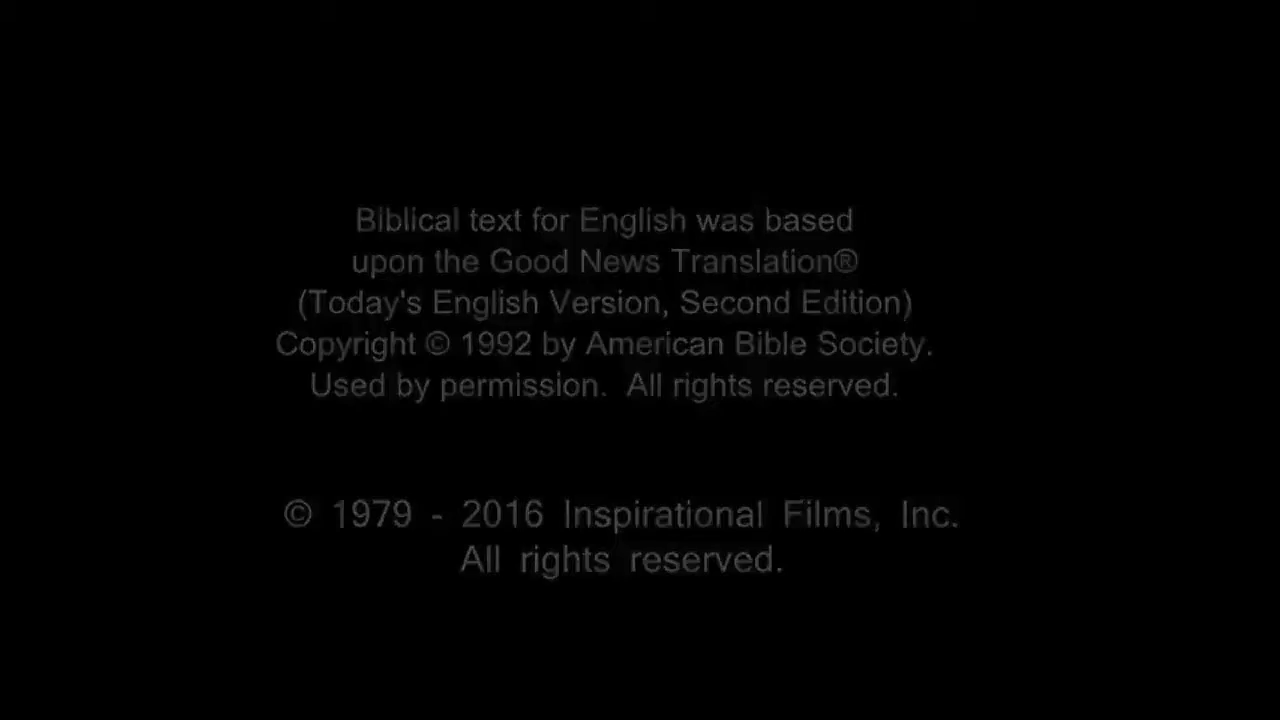 Biblical text for English was based
upon the Good News Translation®
(Today's English Version, Second Edition)
Copyright © 1992 by American Bible Society.
Used by permission. All rights reserved.
© 1979 - 2016 Inspirational Films, Inc.
All rights reserved.